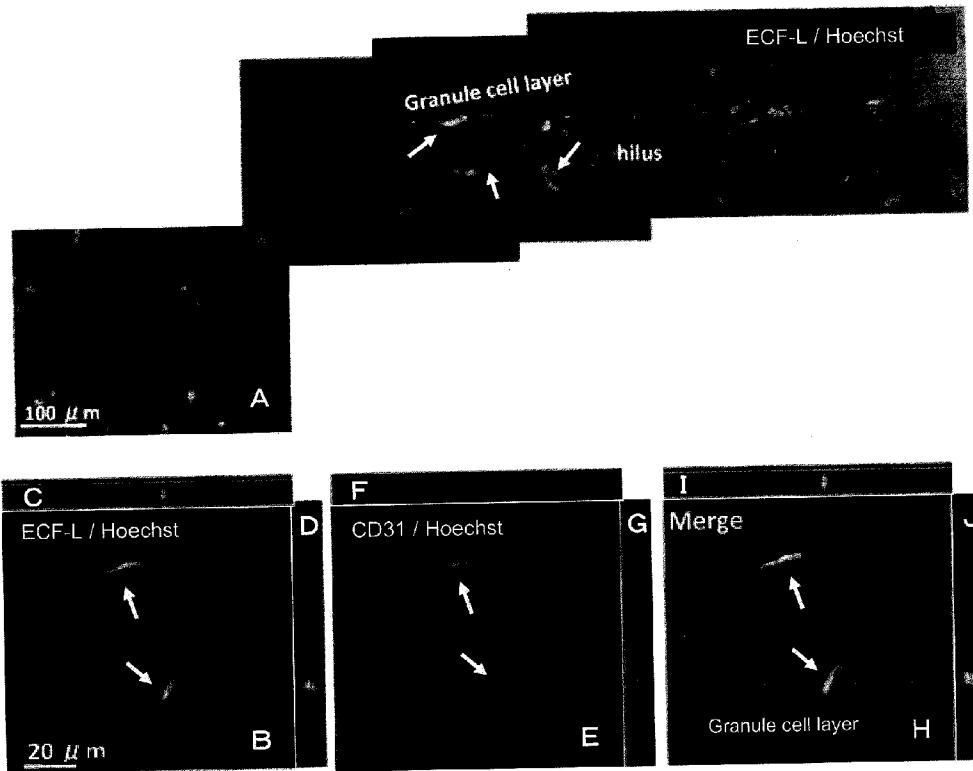 ECF-L / Hoechst
Granule cell layer
hilus
A
100 μm
C
ECF-L / Hoechst
D
B
20 μm
F
CD31 / Hoechst
G
E
I
Merge
J
Granule cell layer
H